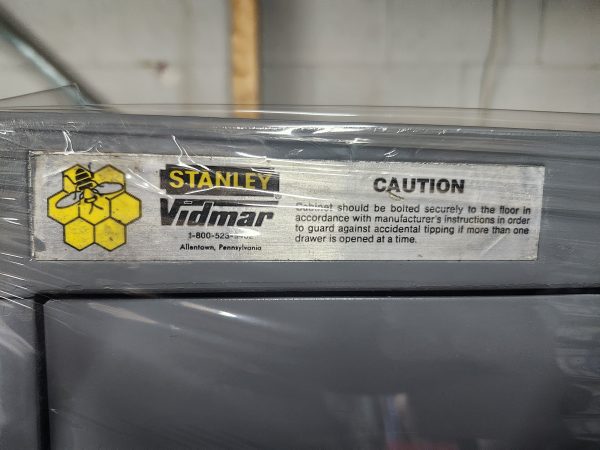 STANLEY
Vidmar
Allentown, Pennsylvania
CAUTION
Cabinet should be bolted securely to the floor in
accordance with manufacturer's instructions in order
to guard against accidental tipping if more than one
drawer is opened at a time.